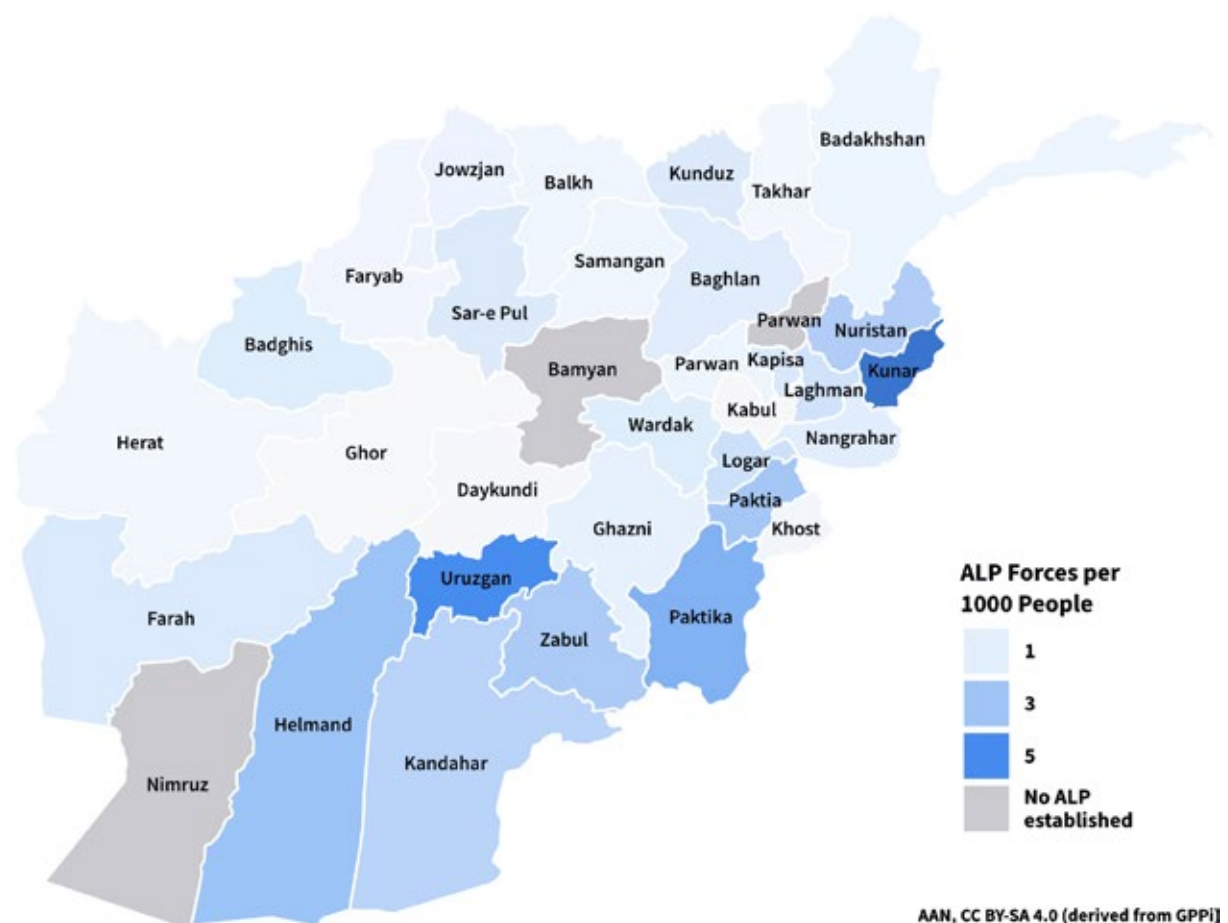 Badakhshan
Jowzjan
Balkh
Kunduz
Takhar
Faryab
Samangan
Baghlan
Sar-e Pul
Badghis
Parwan
Nuristan
Bamyan
Parwan
Kapisa
Kunar
Laghman
Kabul
Wardak
Nangrahar
Herat
Ghor
Logar
Daykundi
Paktia
Ghazni
Khost
Uruzgan
Farah
Zabul
Paktika
Helmand
Kandahar
Nimruz
ALP Forces per
1000 People
1
3
5
No ALP
established
AAN, CC BY-SA 4.0 (derived from GPPi)